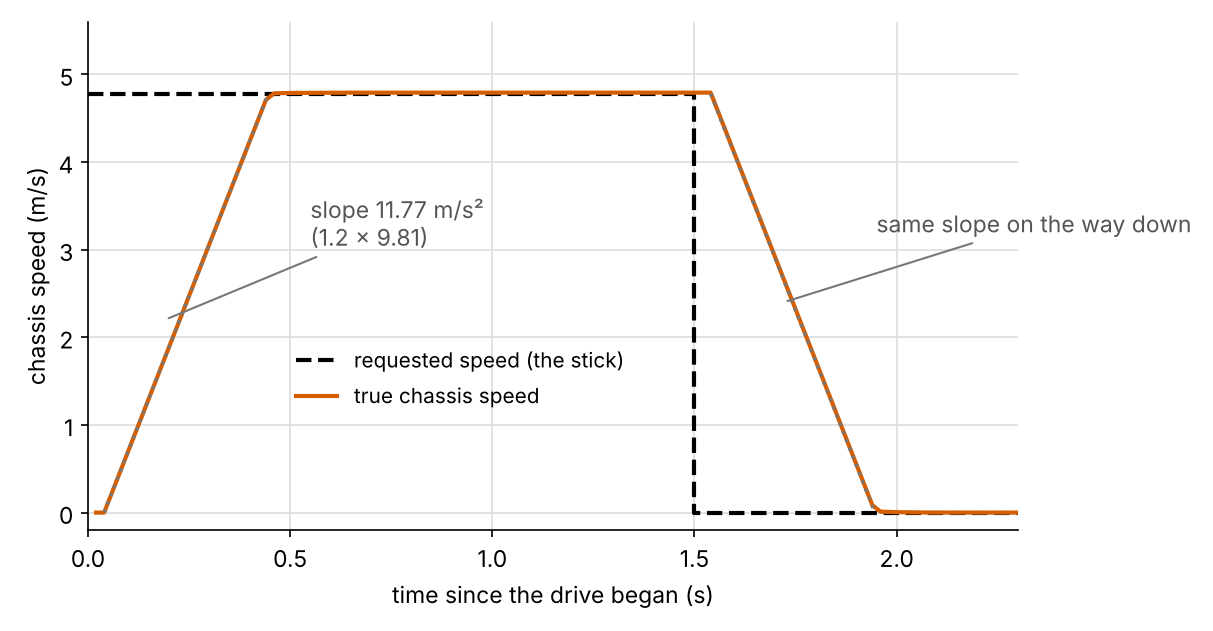 5
4
3
2
1
0
chassis speed (m/s)
slope 11.77 m/s²
(1.2 × 9.81)
same slope on the way down
requested speed (the stick)
true chassis speed
0.0
0.5
1.0
1.5
2.0
time since the drive began (s)